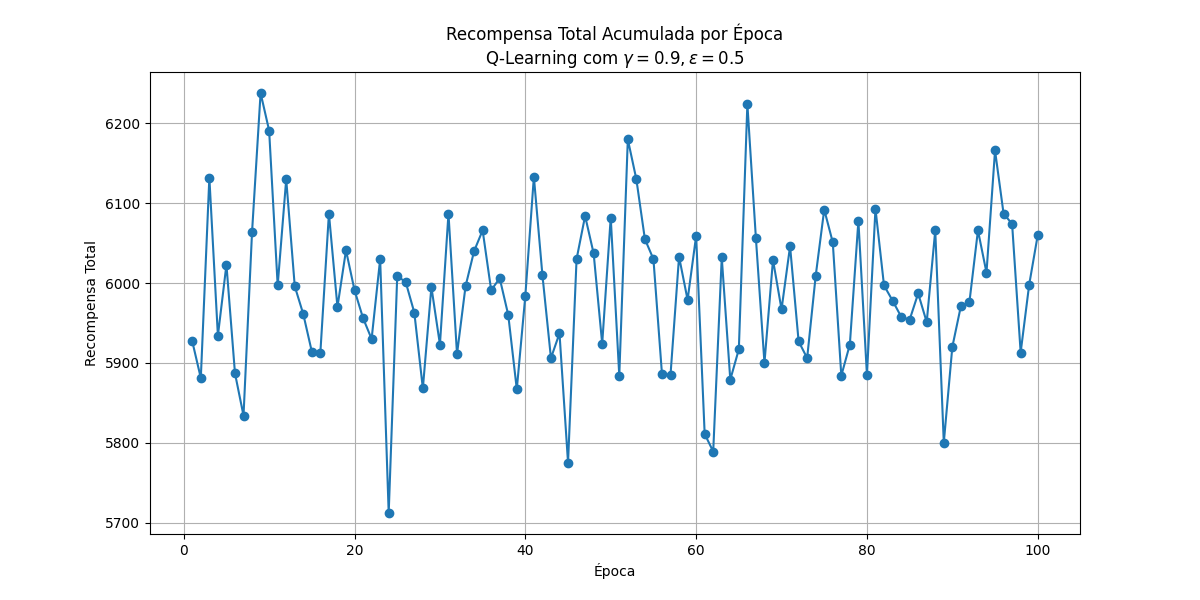 Recompensa Total Acumulada por Época
Q-Learning com γ = 0.9, ε = 0.5
Recompensa Total
6200
6100
6000
5900
5800
5700
0 20 40 60 80 100
Época